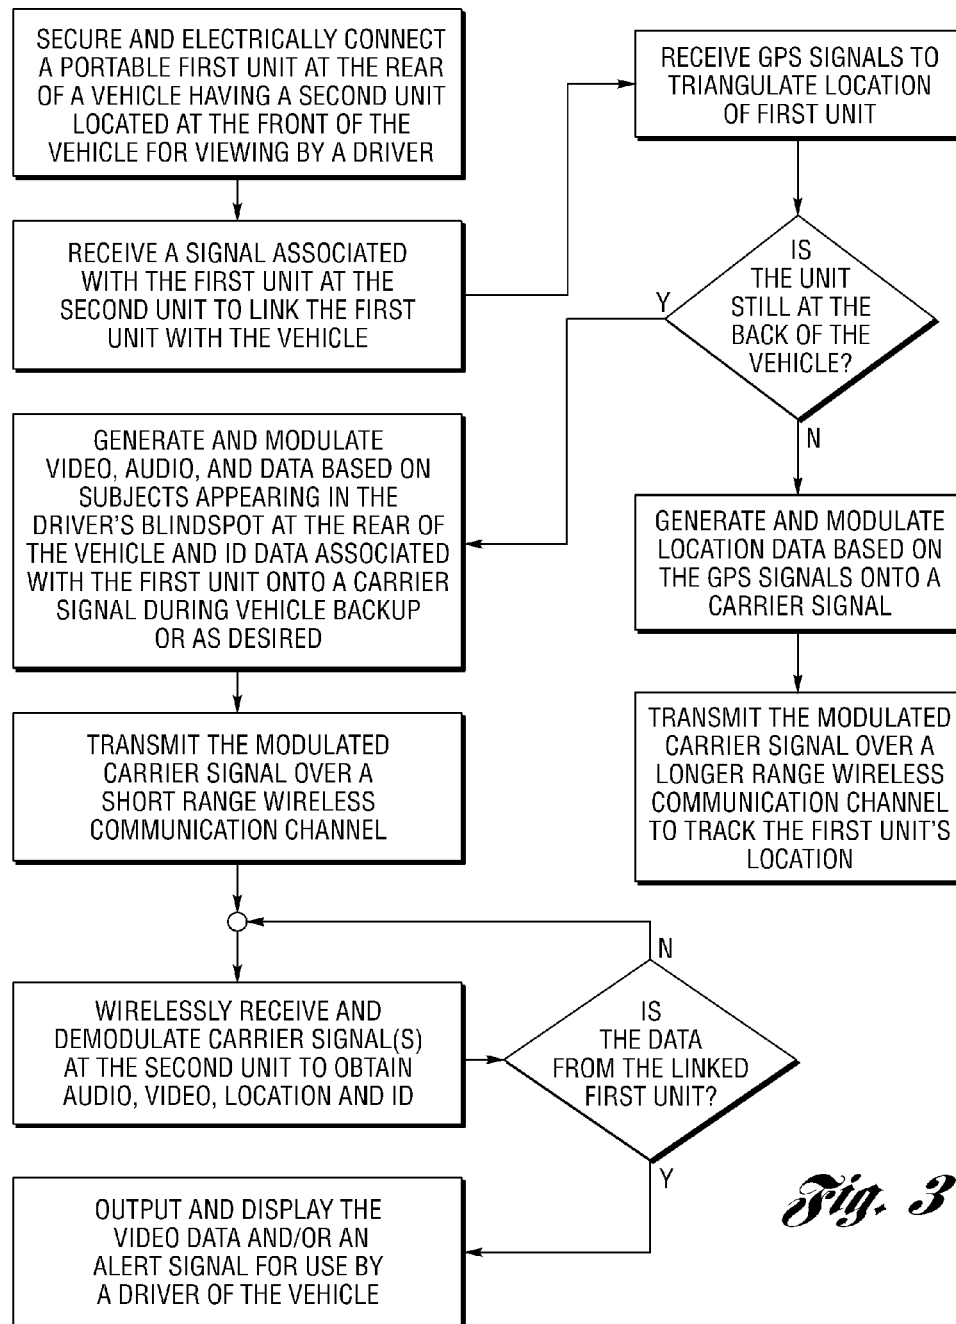 SECURE AND ELECTRICALLY CONNECT
A PORTABLE FIRST UNIT AT THE REAR
OF A VEHICLE HAVING A SECOND UNIT
LOCATED AT THE FRONT OF THE
VEHICLE FOR VIEWING BY A DRIVER
RECEIVE A SIGNAL ASSOCIATED
WITH THE FIRST UNIT AT THE
SECOND UNIT TO LINK THE FIRST
UNIT WITH THE VEHICLE
RECEIVE GPS SIGNALS TO
TRIANGULATE LOCATION
OF FIRST UNIT
IS
THE UNIT
STILL AT THE
BACK OF THE
VEHICLE?
Y
N
GENERATE AND MODULATE
VIDEO, AUDIO, AND DATA BASED ON
SUBJECTS APPEARING IN THE
DRIVER'S BLINDSPOT AT THE REAR OF
THE VEHICLE AND ID DATA ASSOCIATED
WITH THE FIRST UNIT ONTO A CARRIER
SIGNAL DURING VEHICLE BACKUP
OR AS DESIRED
GENERATE AND MODULATE
LOCATION DATA BASED ON
THE GPS SIGNALS ONTO A
CARRIER SIGNAL
TRANSMIT THE MODULATED
CARRIER SIGNAL OVER A
LONGER RANGE WIRELESS
COMMUNICATION CHANNEL
TO TRACK THE FIRST UNIT'S
LOCATION
TRANSMIT THE MODULATED
CARRIER SIGNAL OVER A
SHORT RANGE WIRELESS
COMMUNICATION CHANNEL
WIRELESSLY RECEIVE AND
DEMODULATE CARRIER SIGNAL(S)
AT THE SECOND UNIT TO OBTAIN
AUDIO, VIDEO, LOCATION AND ID
N
IS
THE DATA
FROM THE LINKED
FIRST UNIT?
Y
OUTPUT AND DISPLAY THE
VIDEO DATA AND/OR AN
ALERT SIGNAL FOR USE BY
A DRIVER OF THE VEHICLE
Fig. 3